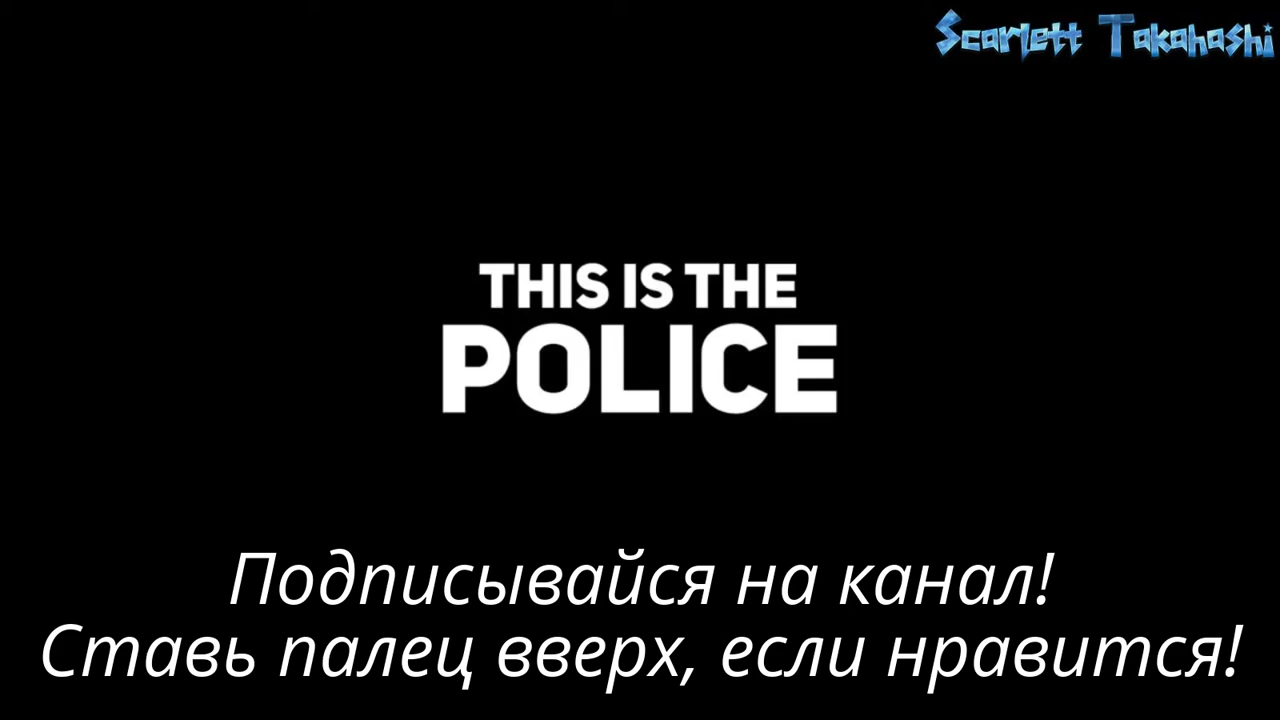 Scarlett Takahashi
THIS IS THE
POLICE
Подписывайся на канал!
Ставь палец вверх, если нравится!